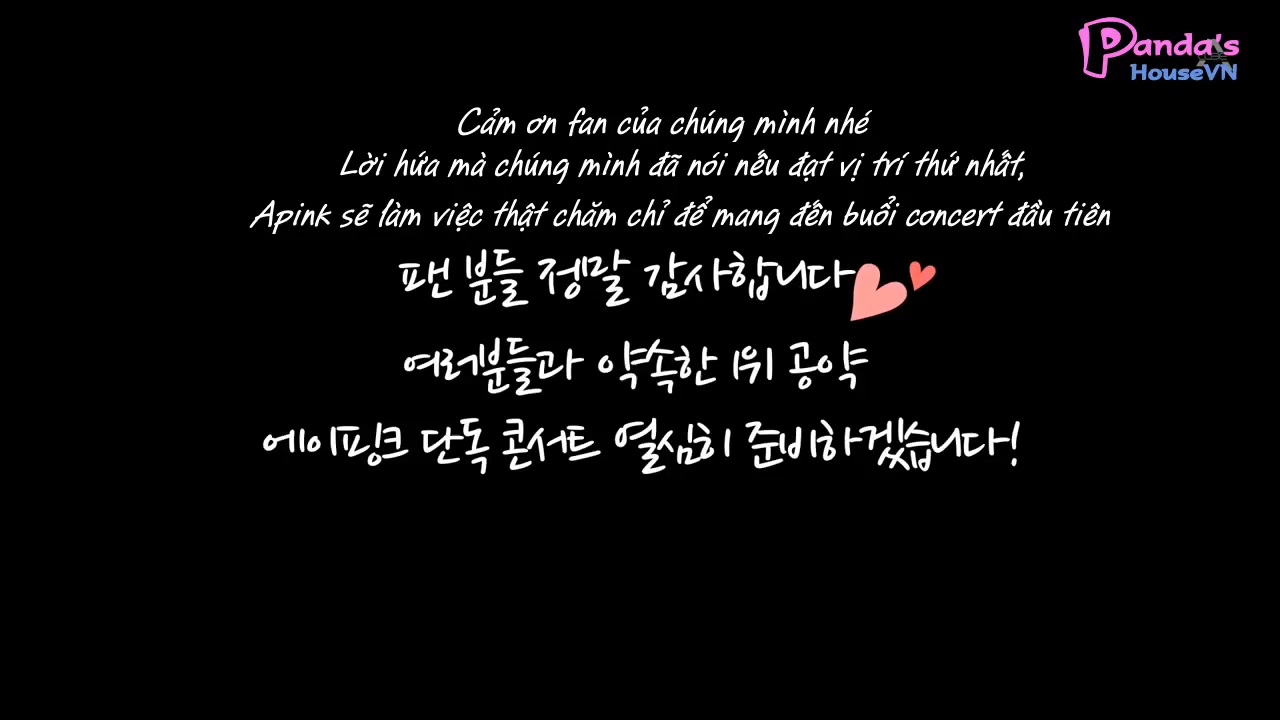 Panda's
HouseVN
Cảm ơn fan của chúng mình nhé
Lời hứa mà chúng mình đã nói nếu đạt vị trí thứ nhất,
Apink sẽ làm việc thật chăm chỉ để mang đến buổi concert đầu tiên
팬 분들 정말 감사합니다
여러분들과 약속한 1위 공약
에이핑크 단독 콘서트 열심히 준비하겠습니다!